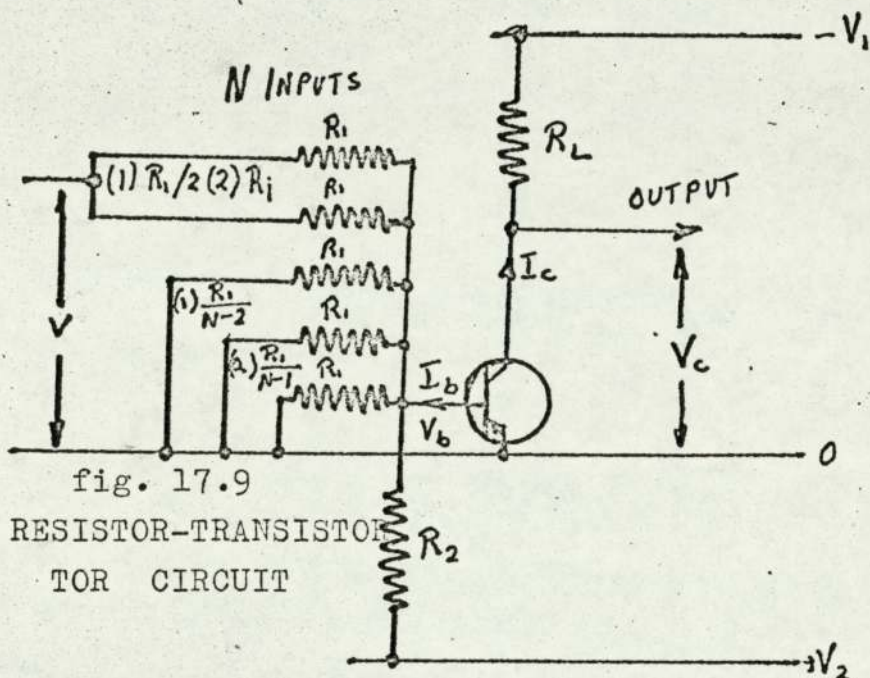 -V₁
N INPUTS
R₁
R_L
(1) R₁/2 (2) R₁
OUTPUT
R₁
R₁
I_c
(1) R₁/N-2
V
R₁
V_c
(2) R₁/N-1
R₁
I_b
V_b
0
fig. 17.9
RESISTOR-TRANSISTOR
TOR CIRCUIT
R₂
+V₂